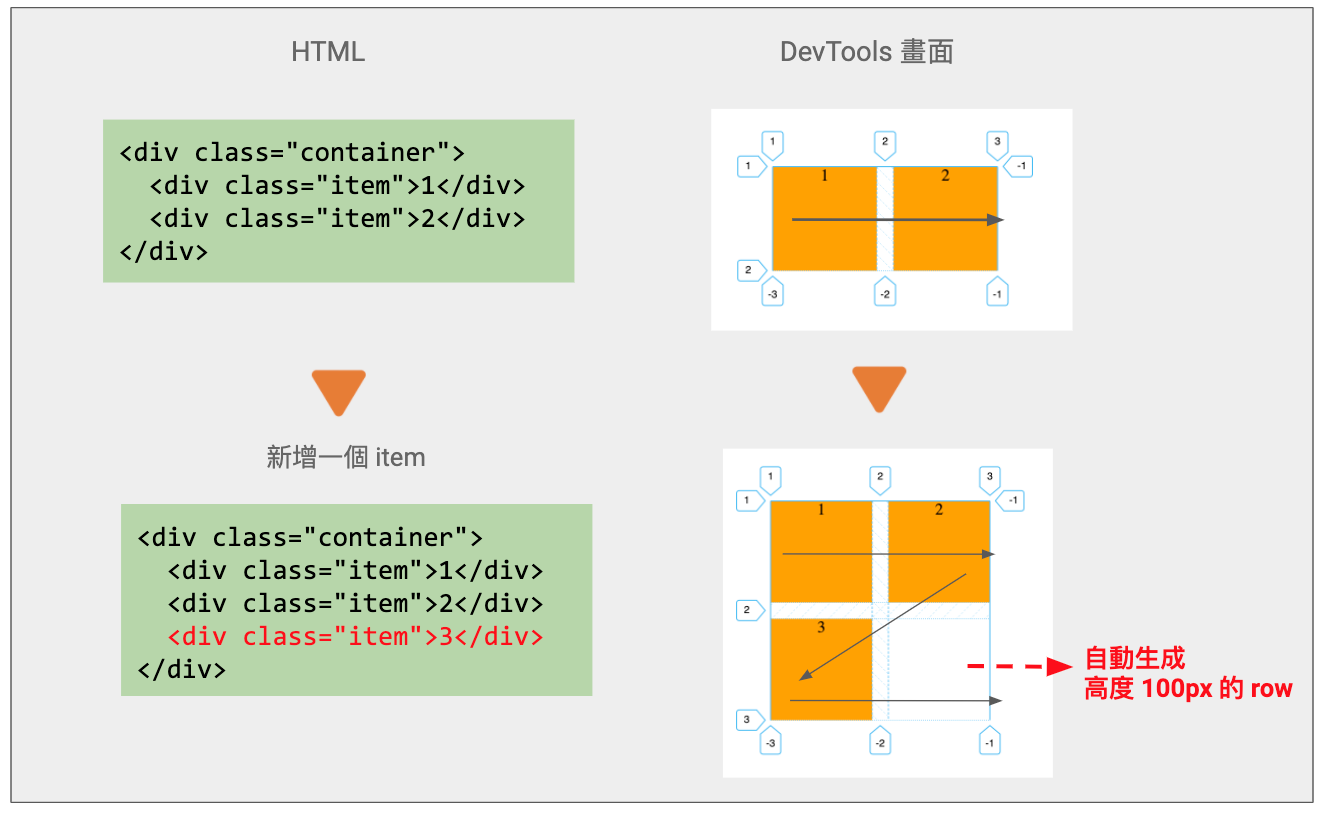 HTML
DevTools 畫面
<div class="container">
  <div class="item">1</div>
  <div class="item">2</div>
</div>
1 2 3
1 -1
1 2
2
-3 -2 -1
新增一個 item
<div class="container">
  <div class="item">1</div>
  <div class="item">2</div>
  <div class="item">3</div>
</div>
1 2 3
1 -1
1 2
2
3
3
-3 -2 -1
自動生成
高度 100px 的 row